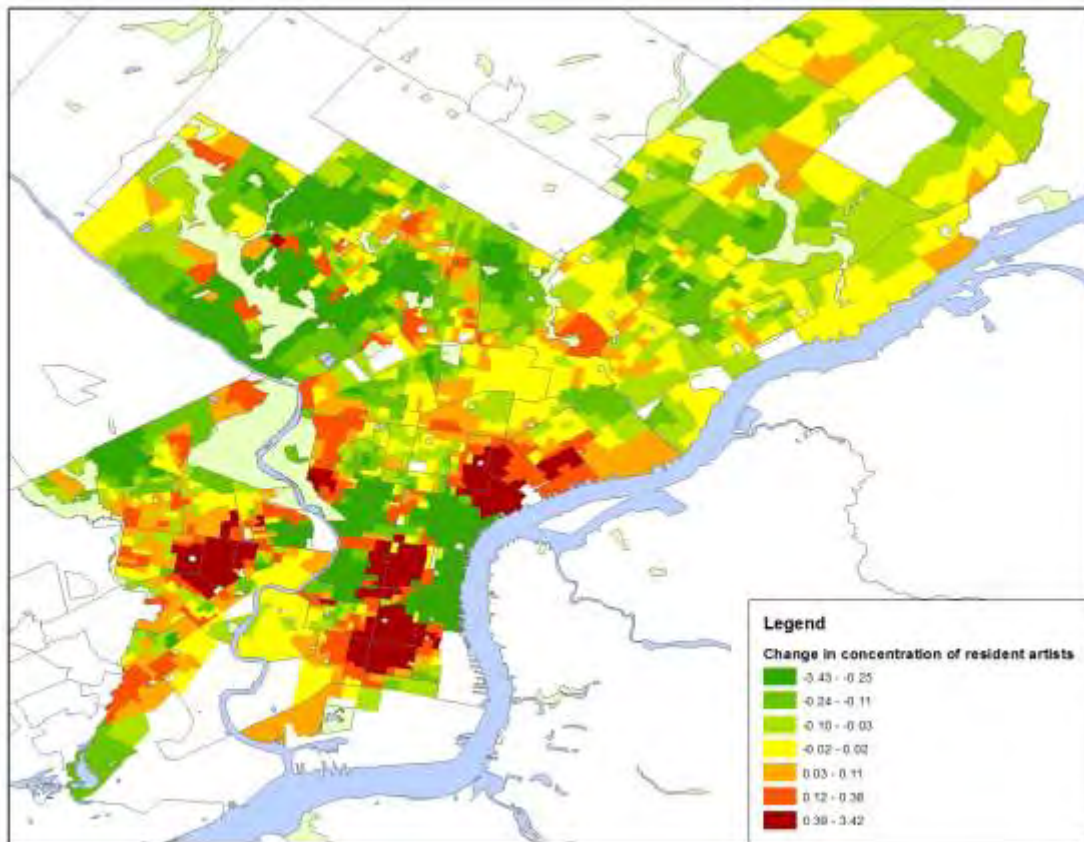 Legend
Change in concentration of resident artists
-3.43 - -0.25
-0.24 - -0.11
-0.10 - -0.03
-0.02 - 0.02
0.03 - 0.11
0.12 - 0.38
0.39 - 3.42